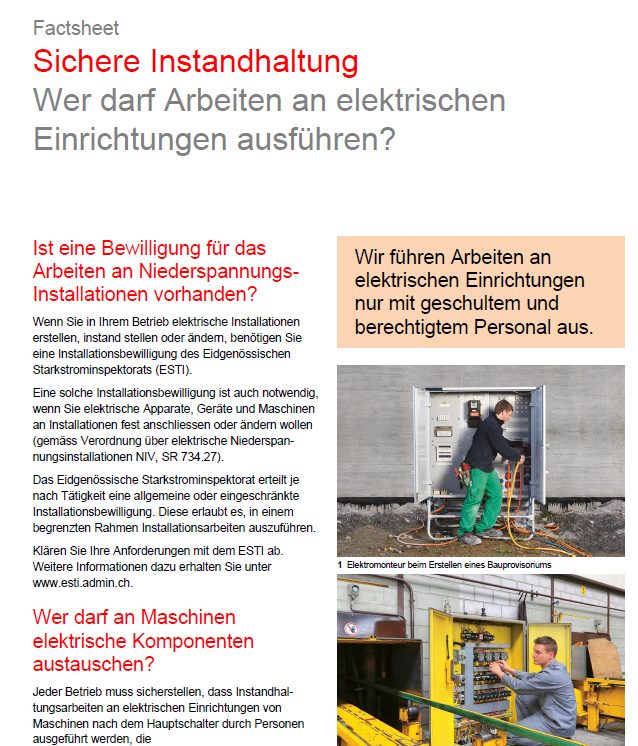 Factsheet
Sichere Instandhaltung
Wer darf Arbeiten an elektrischen
Einrichtungen ausführen?
Ist eine Bewilligung für das
Arbeiten an Niederspannungs-
Installationen vorhanden?
Wenn Sie in Ihrem Betrieb elektrische Installationen
erstellen, instand stellen oder ändern, benötigen Sie
eine Installationsbewilligung des Eidgenössischen
Starkstrominspektorats (ESTI).
Eine solche Installationsbewilligung ist auch notwendig,
wenn Sie elektrische Apparate, Geräte und Maschinen
an Installationen fest anschliessen oder ändern wollen
(gemäss Verordnung über elektrische Niederspan-
nungsinstallationen NIV, SR 734.27).
Das Eidgenössische Starkstrominspektorat erteilt je
nach Tätigkeit eine allgemeine oder eingeschränkte
Installationsbewilligung. Diese erlaubt es, in einem
begrenzten Rahmen Installationsarbeiten auszuführen.
Klären Sie Ihre Anforderungen mit dem ESTI ab.
Weitere Informationen dazu erhalten Sie unter
www.esti.admin.ch.
Wer darf an Maschinen
elektrische Komponenten
austauschen?
Jeder Betrieb muss sicherstellen, dass Instandhal-
tungsarbeiten an elektrischen Einrichtungen von
Maschinen nach dem Hauptschalter durch Personen
ausgeführt werden, die
Wir führen Arbeiten an
elektrischen Einrichtungen
nur mit geschultem und
berechtigtem Personal aus.
1 Elektromonteur beim Erstellen eines Bauprovisoriums